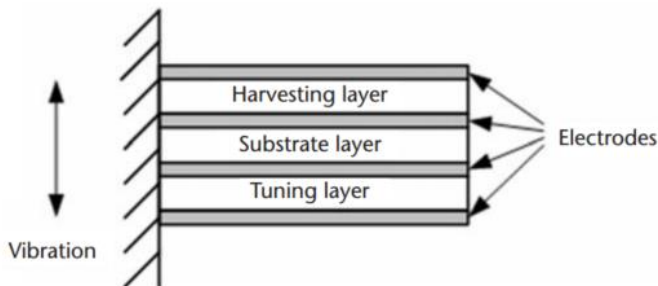 Harvesting layer
Substrate layer
Electrodes
Tuning layer
Vibration